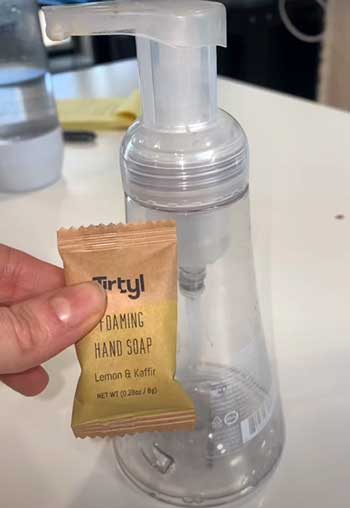 Tirtyl
FOAMING
HAND SOAP
Lemon & Kaffir
NET WT (0.28oz / 8g)